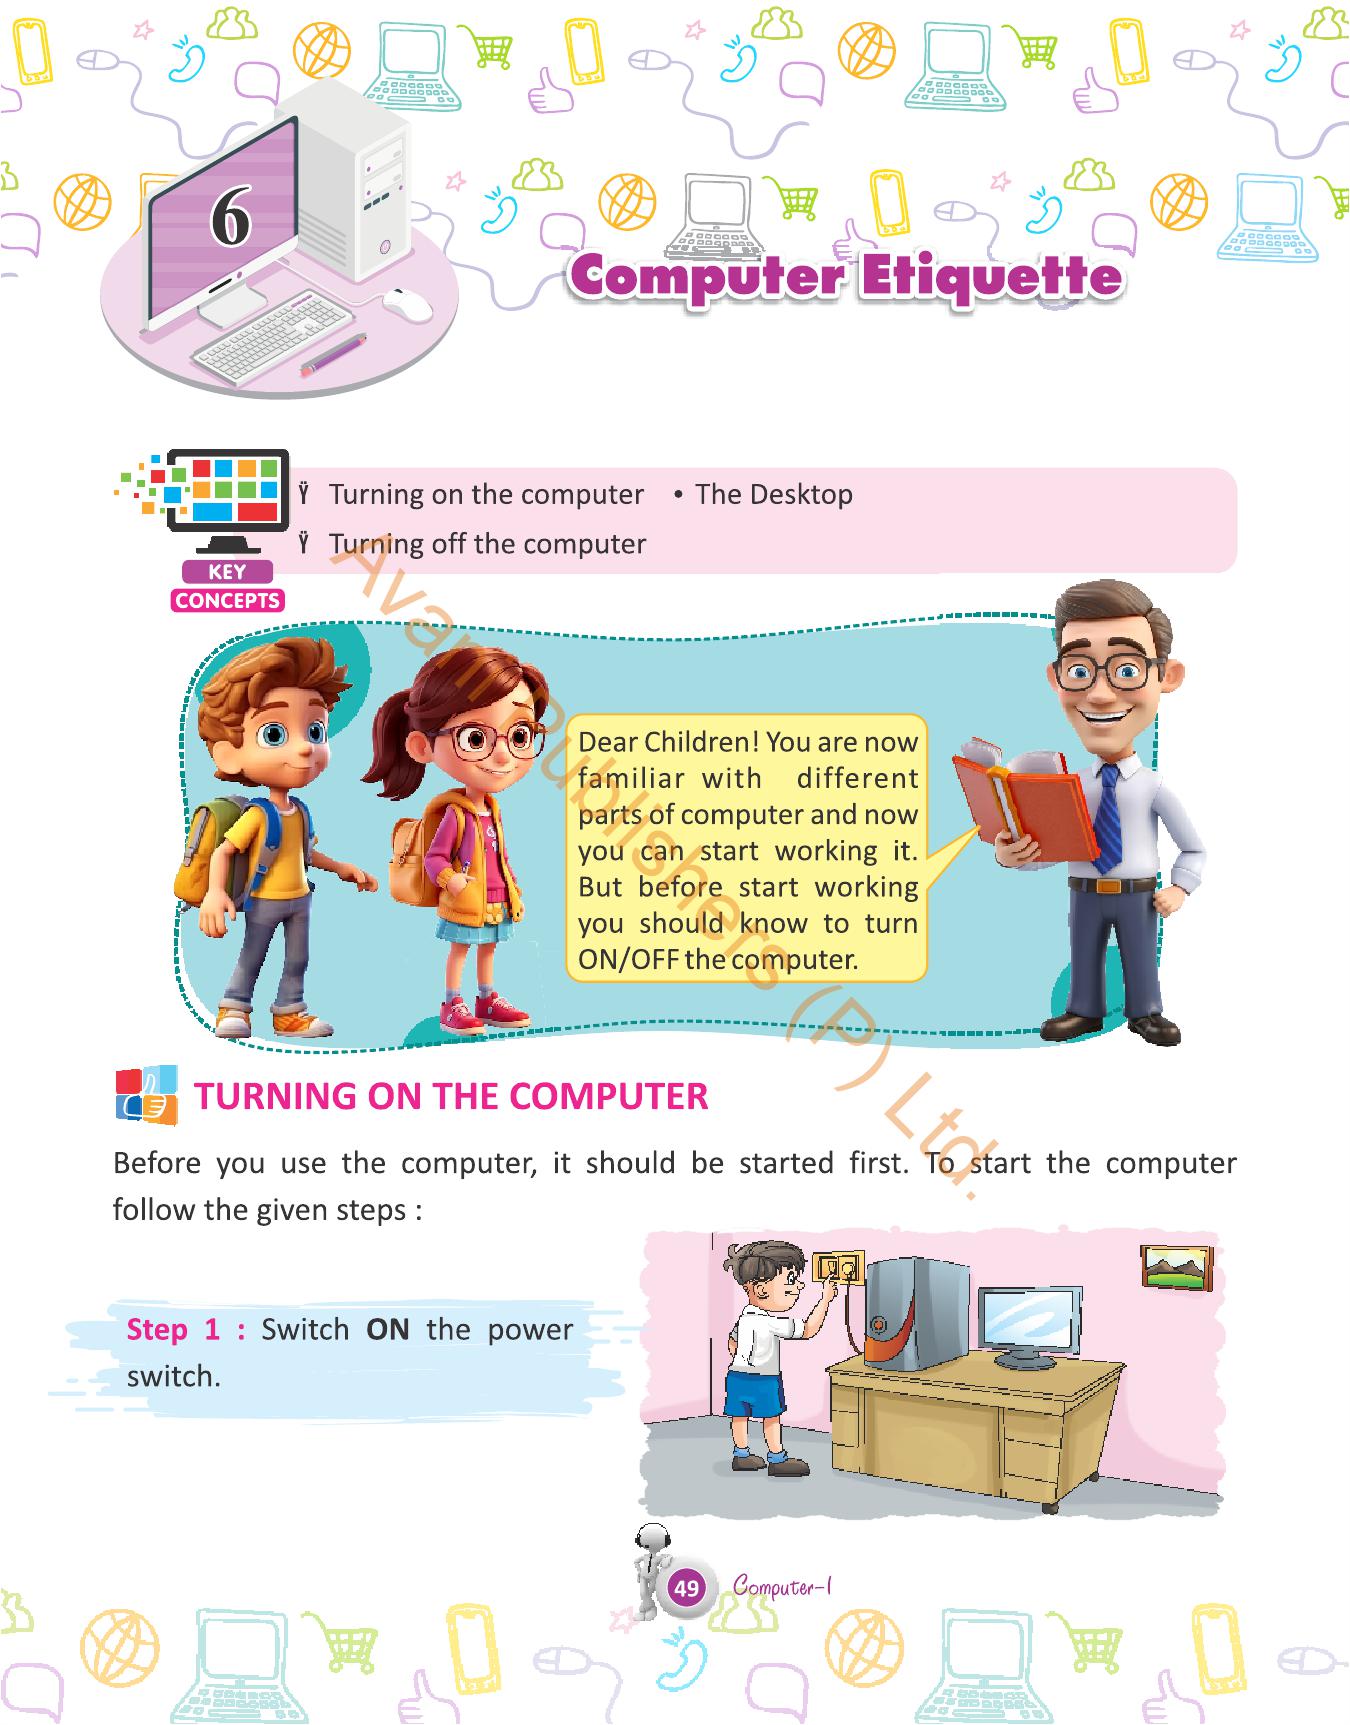 6
Computer Etiquette
Ÿ Turning on the computer • The Desktop
Ÿ Turning off the computer
KEY
CONCEPTS
Dear Children! You are now
familiar with different
parts of computer and now
you can start working it.
But before start working
you should know to turn
ON/OFF the computer.
TURNING ON THE COMPUTER
Before you use the computer, it should be started first. To start the computer
follow the given steps :
Step 1 : Switch ON the power
switch.
49 Computer-1
Avani Publishers (P) Ltd.